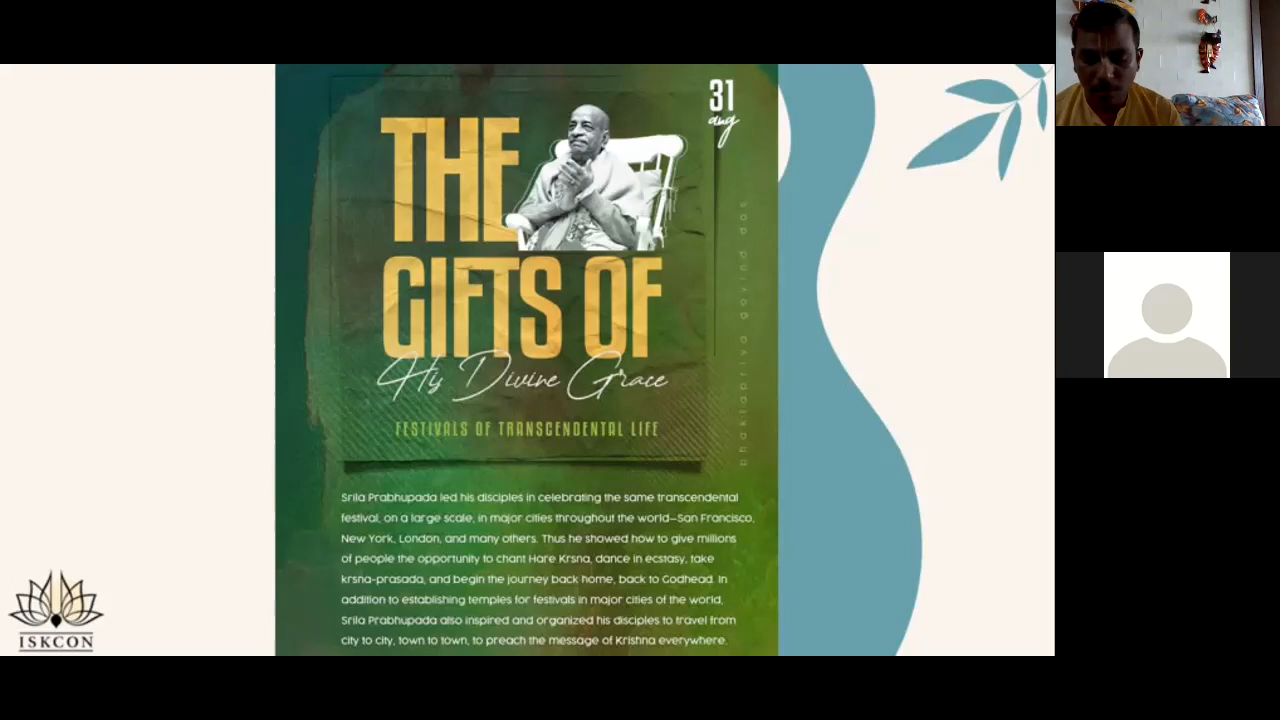 31
aug
THE
GIFTS OF
His Divine Grace
FESTIVALS OF TRANSCENDENTAL LIFE
bhaktapriya govind das
Srila Prabhupada led his disciples in celebrating the same transcendental
festival, on a large scale, in major cities throughout the world—San Francisco,
New York, London, and many others. Thus he showed how to give millions
of people the opportunity to chant Hare Krsna, dance in ecstasy, take
krsna-prasada, and begin the journey back home, back to Godhead. In
addition to establishing temples for festivals in major cities of the world,
Srila Prabhupada also inspired and organized his disciples to travel from
city to city, town to town, to preach the message of Krishna everywhere.
ISKCON